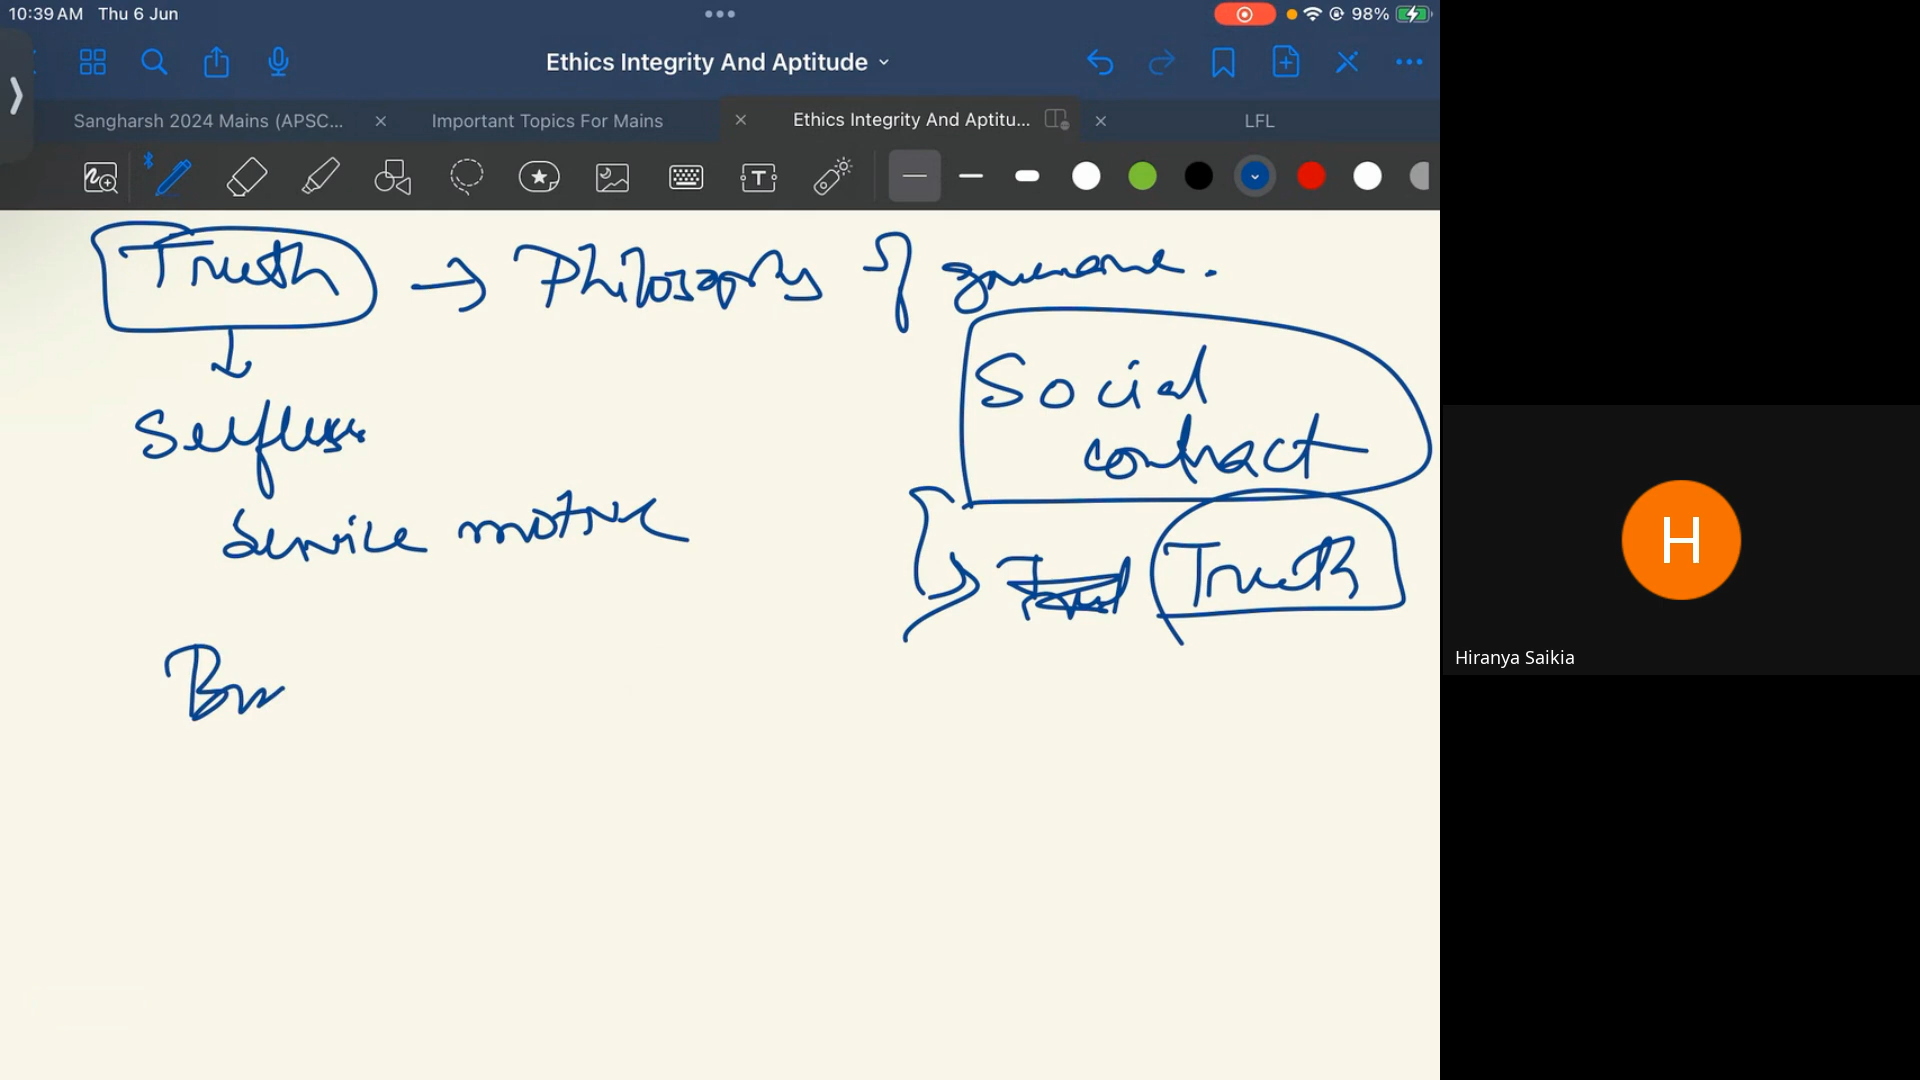 10:39 AM Thu 6 Jun
98%
Ethics Integrity And Aptitude
Sangharsh 2024 Mains (APSC...
Important Topics For Mains
Ethics Integrity And Aptitu...
LFL
T
Truth → Philosophy of governance.
Social
contract
Selfless
Service motive
Truth
H
Hiranya Saikia